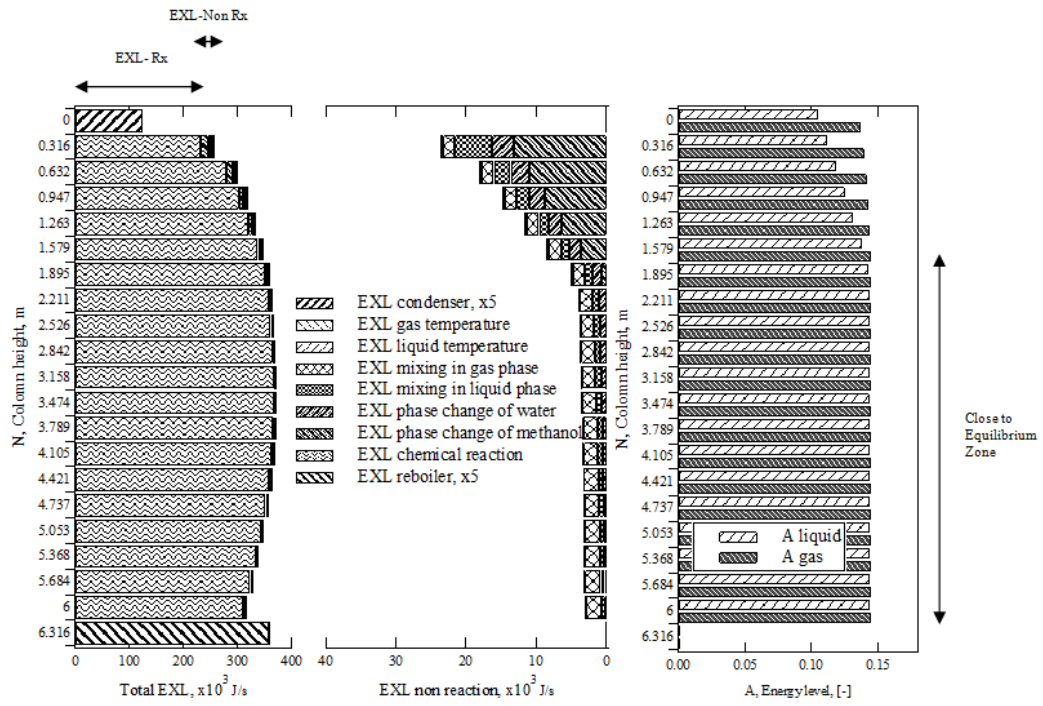 EXL-Non Rx
EXL- Rx
N, Colomn height, m
0
0.316
0.632
0.947
1.263
1.579
1.895
2.211
2.526
2.842
3.158
3.474
3.789
4.105
4.421
4.737
5.053
5.368
5.684
6
6.316
0 100 200 300 400
Total EXL, x10³ J/s
EXL condenser, x5
EXL gas temperature
EXL liquid temperature
EXL mixing in gas phase
EXL mixing in liquid phase
EXL phase change of water
EXL phase change of methanol
EXL chemical reaction
EXL reboiler, x5
40 30 20 10 0
EXL non reaction, x10³ J/s
N, Colomn height, m
0
0.316
0.632
0.947
1.263
1.579
1.895
2.211
2.526
2.842
3.158
3.474
3.789
4.105
4.421
4.737
5.053
5.368
5.684
6
6.316
A liquid
A gas
0.00 0.05 0.10 0.15
A, Energy level, [-]
Close to
Equilibrium
Zone